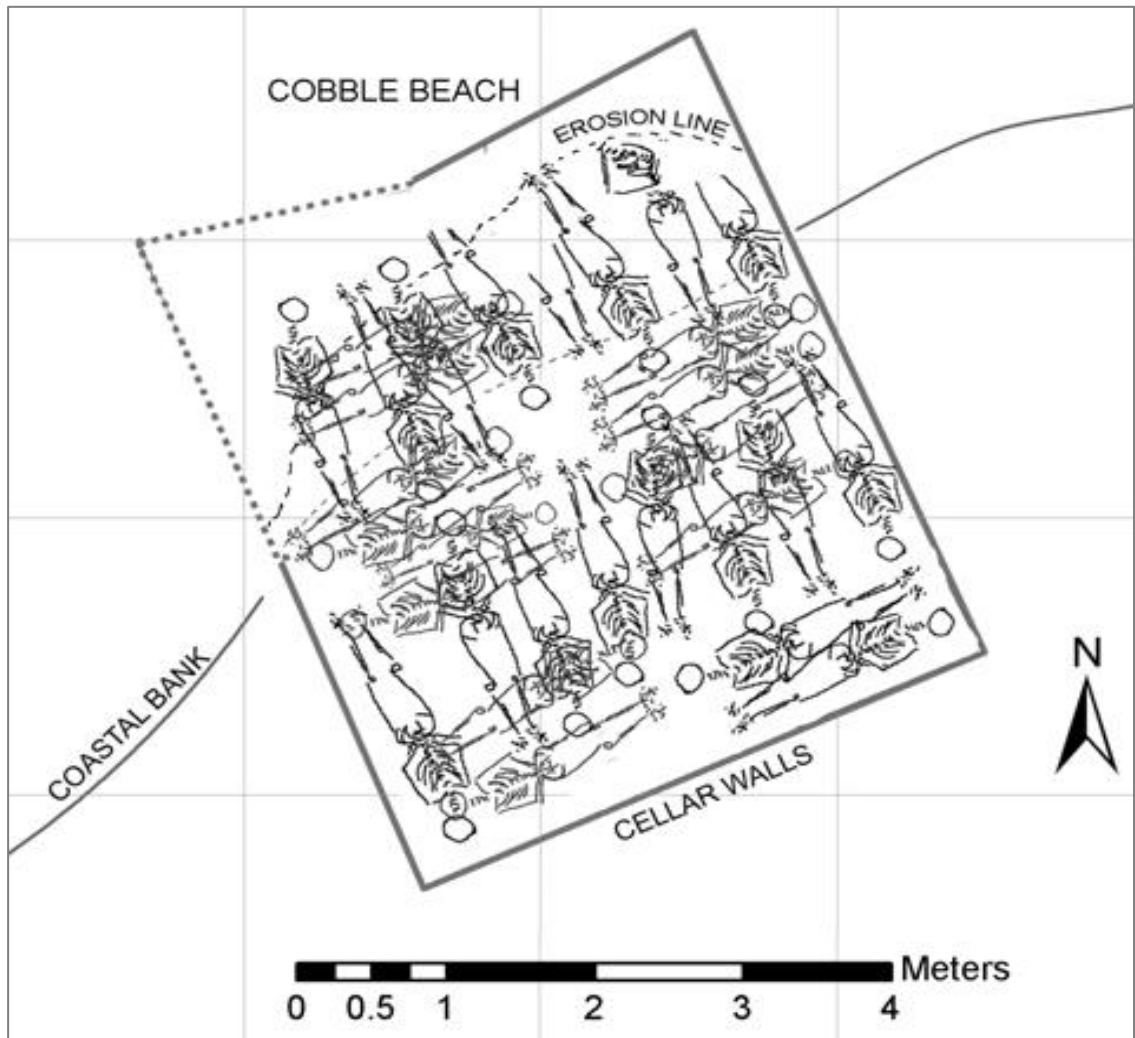 COBBLE BEACH
EROSION LINE
COASTAL BANK
N
CELLAR WALLS
Meters
0 0.5 1 2 3 4